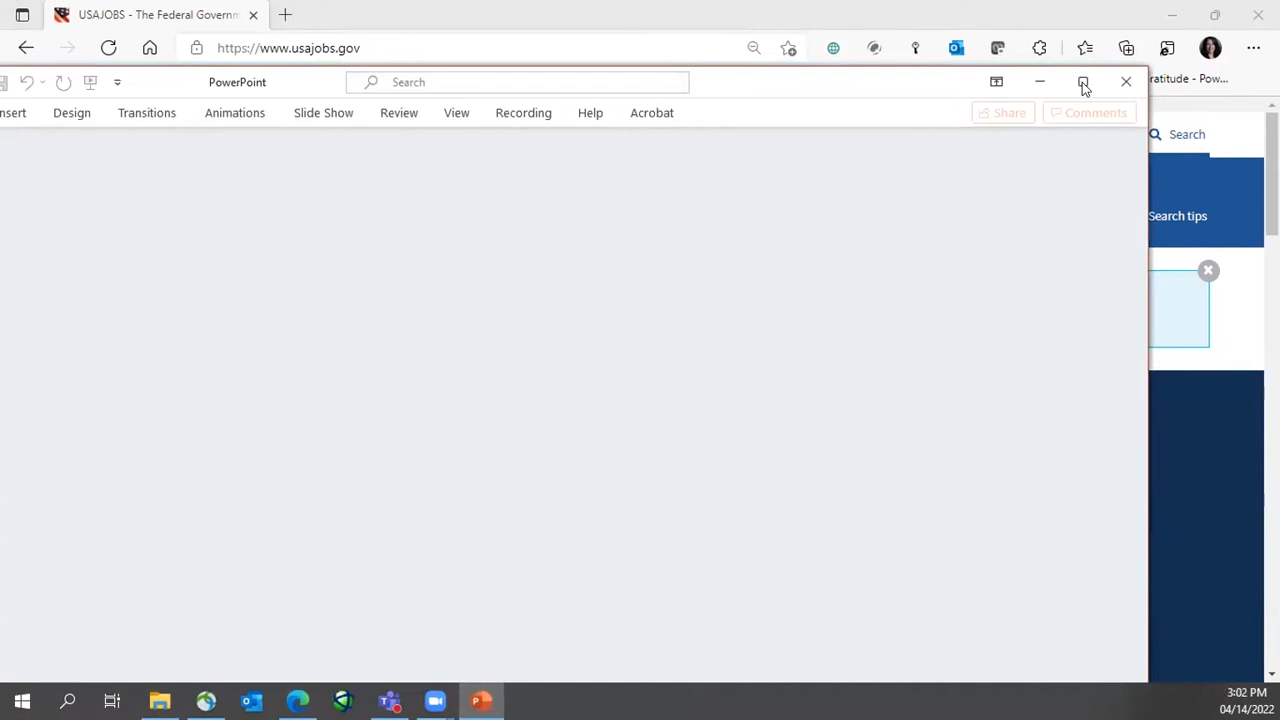 USAJOBS - The Federal Governm
https://www.usajobs.gov
PowerPoint
Search
ratitude - Pow...
nsert
Design
Transitions
Animations
Slide Show
Review
View
Recording
Help
Acrobat
Share
Comments
Search
Search tips
3:02 PM
04/14/2022